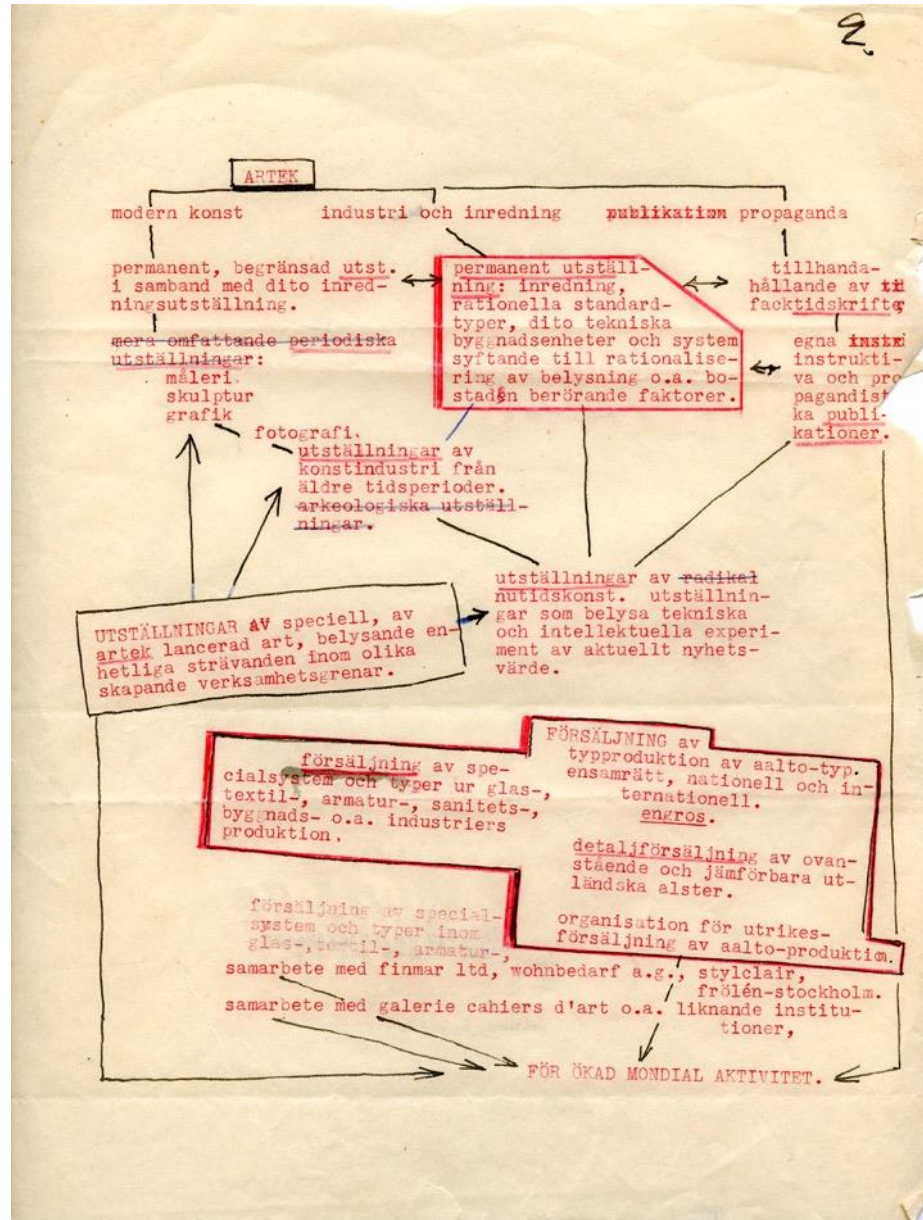 2.
ARTEK
modern konst industri och inredning publikation propaganda
permanent, begränsad utst.
i samband med dito inred-
ningsutställning.
mera omfattande periodiska
utställningar:
måleri.
skulptur
grafik
fotografi.
utställningar av
konstindustri från
äldre tidsperioder.
arkeologiska utställ-
ningar.
permanent utställ-
ning: inredning,
rationella standard-
typer, dito tekniska
byggnadsenheter och system
syftande till rationalise-
ring av belysning o.a. bo-
staden berörande faktorer.
tillhanda-
hållande av
facktidskrifter
egna
instrukti-
va och pro
pagandist
ka publi-
kationer.
UTSTÄLLNINGAR AV speciell, av
artek lancerad art, belysande en-
hetliga strävanden inom olika
skapande verksamhetsgrenar.
utställningar av radikal
nutidskonst. utställnin-
gar som belysa tekniska
och intellektuella experi-
ment av aktuellt nyhets-
värde.
försäljning av spe-
cialsystem och typer ur glas-,
textil-, armatur-, sanitets-,
byggnads- o.a. industriers
produktion.
FÖRSÄLJNING av
typproduktion av aalto-typ.
ensamrätt, nationell och in-
ternationell.
engros.
detaljförsäljning av ovan-
stående och jämförbara ut-
ländska alster.
organisation för utrikes-
försäljning av aalto-produktion.
försäljning av special-
system och typer inom
glas-,textil-, armatur-,
samarbete med finmar ltd, wohnbedarf a.g., stylclair,
frölén-stockholm.
samarbete med galerie cahiers d'art o.a. liknande institu-
tioner,
FÖR ÖKAD MONDIAL AKTIVITET.